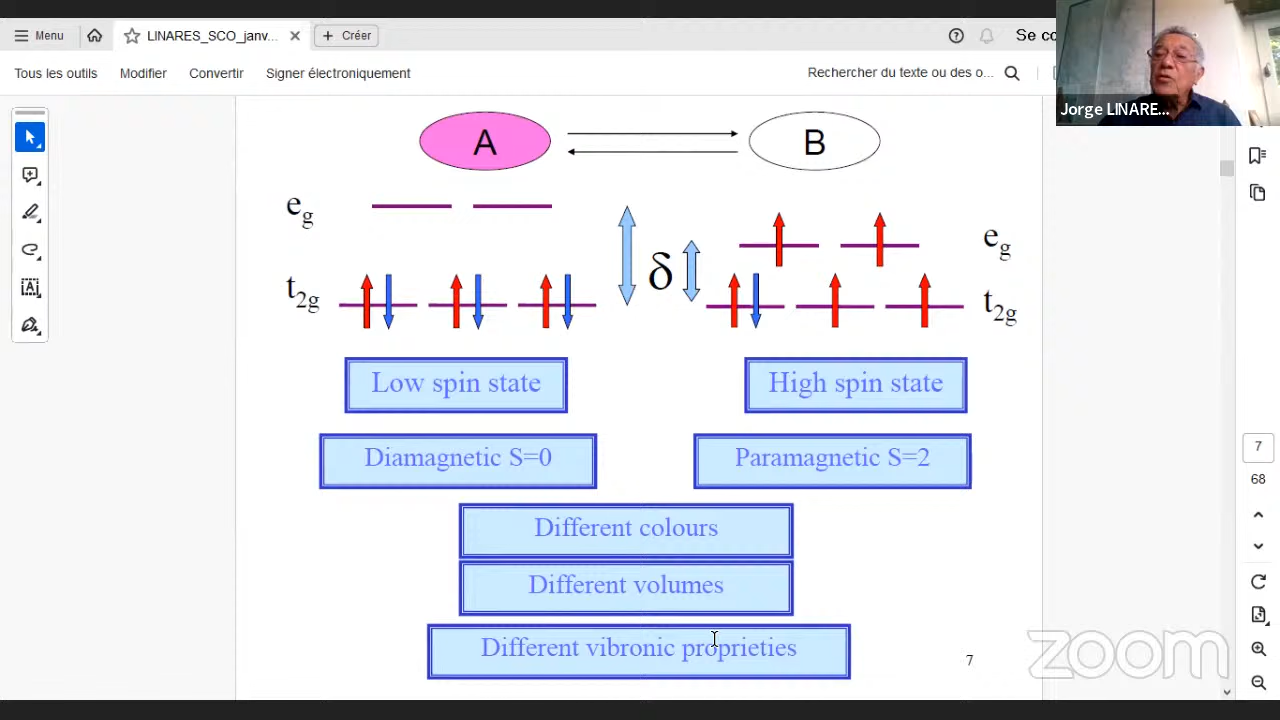 Menu
LINARES_SCO_janv...
Créer
Se co
Tous les outils
Modifier
Convertir
Signer électroniquement
Rechercher du texte ou des o...
Jorge LINARE...
A
B
eg
δ
eg
t2g
t2g
Low spin state
High spin state
Diamagnetic S=0
Paramagnetic S=2
Different colours
Different volumes
Different vibronic proprieties
7
7
68
zoom